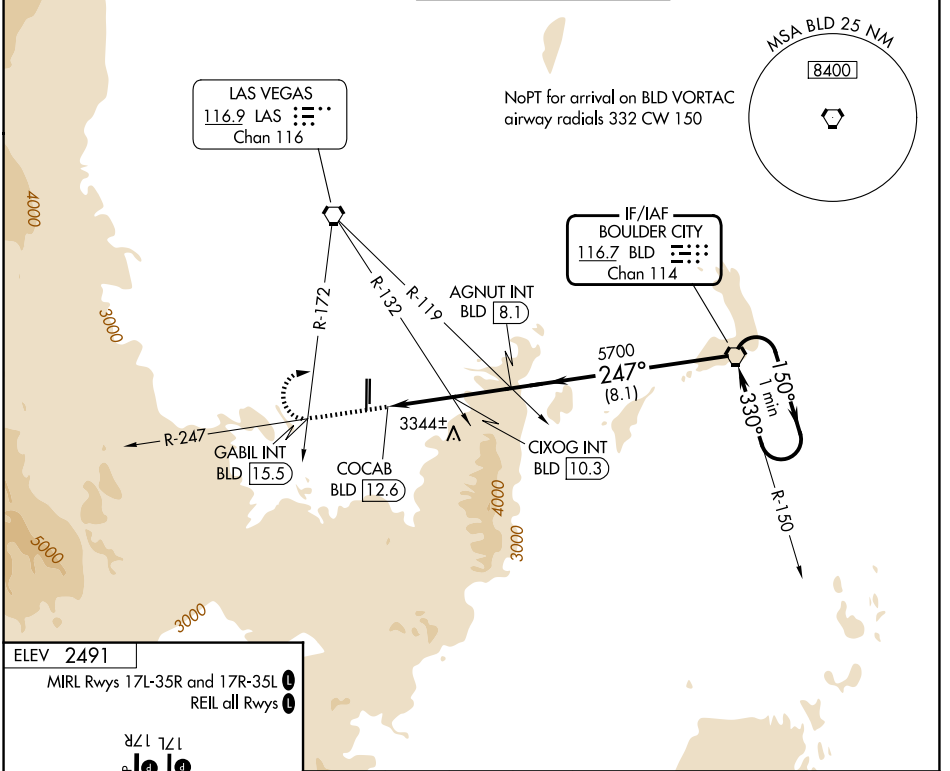 MSA BLD 25 NM
8400
LAS VEGAS
116.9 LAS
Chan 116
NoPT for arrival on BLD VORTAC
airway radials 332 CW 150
IF/IAF
BOULDER CITY
116.7 BLD
Chan 114
4000
3000
R-172
R-132
R-119
AGNUT INT
BLD 8.1
5700
247°
(8.1)
150°
1 min
330°
R-150
R-247
GABIL INT
BLD 15.5
COCAB
BLD 12.6
3344±
CIXOG INT
BLD 10.3
4000
3000
5000
3000
ELEV 2491
MIRL Rwys 17L-35R and 17R-35L L
REIL all Rwys L
17R 17L
P P P